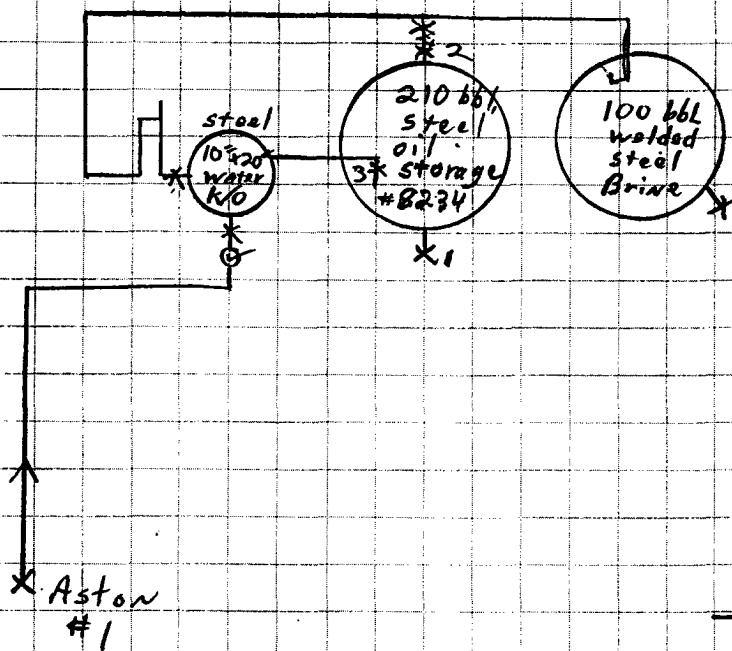 steel
10"x20
water
K/O
2
210 bbl
steel
oil
3 storage
#8234
1
100 bbL
welded
steel
Brine
Aston
#1